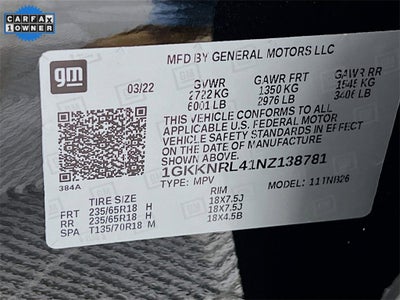 CARFAX
1 OWNER
gm
MFD BY GENERAL MOTORS LLC
03/22 GVWR GAWR FRT GAWR RR
2722 KG 1350 KG 1545 KG
6001 LB 2976 LB 3406 LB
THIS VEHICLE CONFORMS TO ALL
APPLICABLE U.S. FEDERAL MOTOR
VEHICLE SAFETY STANDARDS IN
EFFECT ON THE DATE OF
MANUFACTURE SHOWN ABOVE.
1GKKNRL41NZ138781
384A TYPE: MPV MODEL: 11TNB26
TIRE SIZE RIM
FRT 235/65R18 H 18X7.5J
RR 235/65R18 H 18X7.5J
SPA T135/70R18 M 18X4.5B